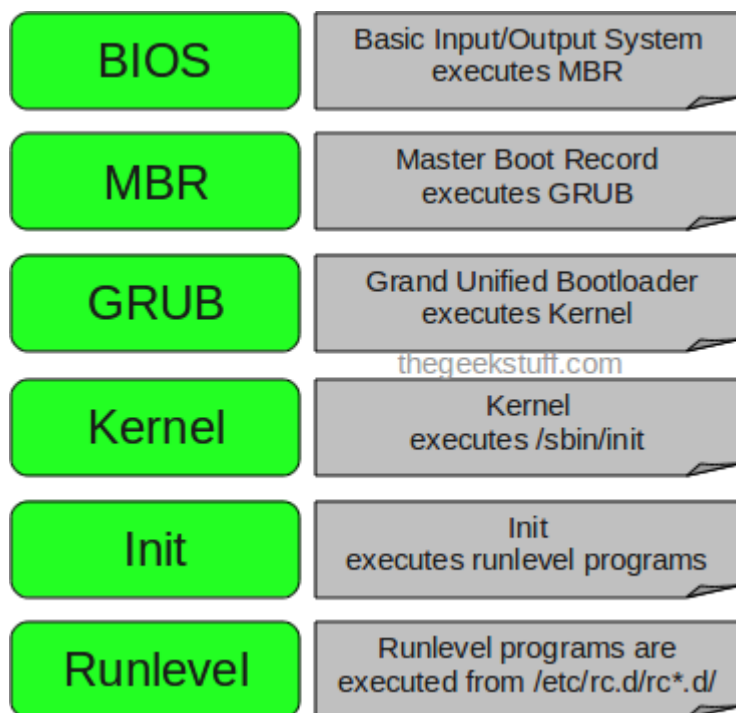 BIOS
Basic Input/Output System
executes MBR
MBR
Master Boot Record
executes GRUB
GRUB
Grand Unified Bootloader
executes Kernel
thegeekstuff.com
Kernel
Kernel
executes /sbin/init
Init
Init
executes runlevel programs
Runlevel
Runlevel programs are
executed from /etc/rc.d/rc*.d/